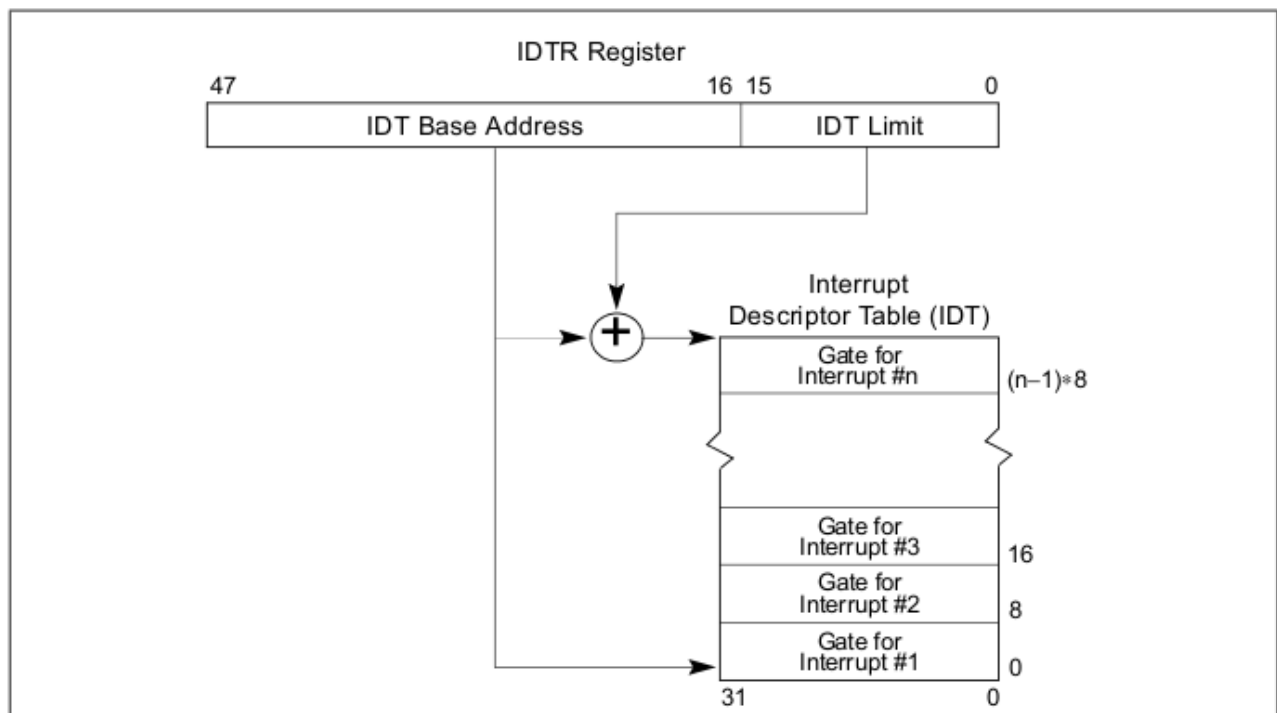 IDTR Register
47 16 15 0
IDT Base Address IDT Limit
+
Interrupt
Descriptor Table (IDT)
Gate for
Interrupt #n
(n–1)∗8
Gate for
Interrupt #3
16
Gate for
Interrupt #2
8
Gate for
Interrupt #1
0
31 0